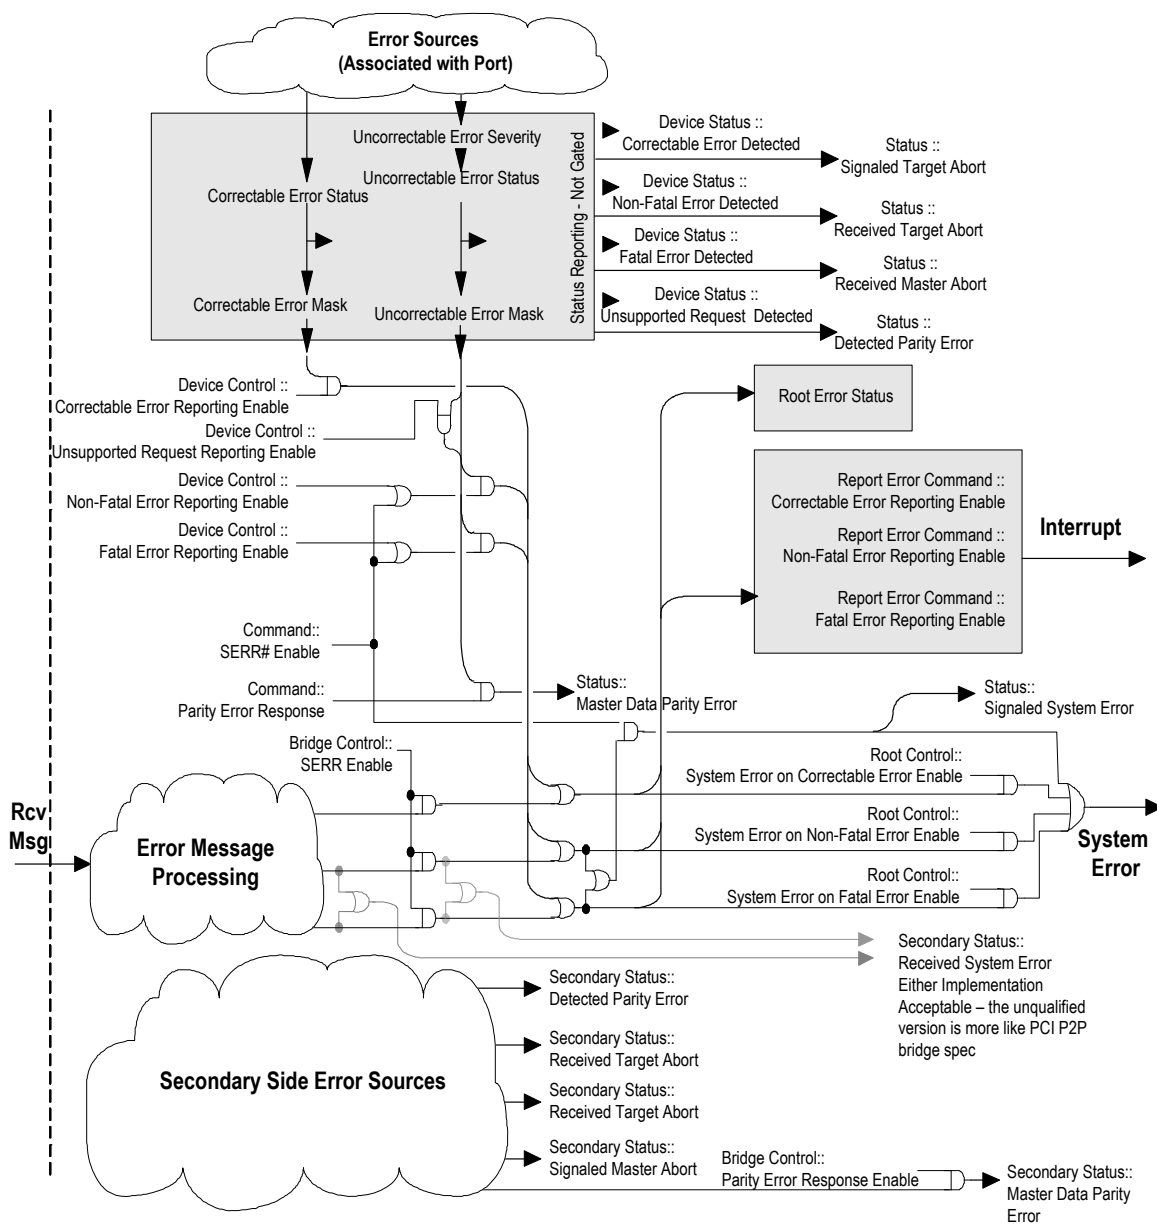 Error Sources
(Associated with Port)
Uncorrectable Error Severity
Correctable Error Status
Uncorrectable Error Status
Correctable Error Mask
Uncorrectable Error Mask
Status Reporting - Not Gated
Device Status ::
Correctable Error Detected
Status ::
Signaled Target Abort
Device Status ::
Non-Fatal Error Detected
Status ::
Received Target Abort
Device Status ::
Fatal Error Detected
Status ::
Received Master Abort
Device Status ::
Unsupported Request Detected
Status ::
Detected Parity Error
Device Control ::
Correctable Error Reporting Enable
Device Control ::
Unsupported Request Reporting Enable
Device Control ::
Non-Fatal Error Reporting Enable
Device Control ::
Fatal Error Reporting Enable
Root Error Status
Report Error Command ::
Correctable Error Reporting Enable
Report Error Command ::
Non-Fatal Error Reporting Enable
Report Error Command ::
Fatal Error Reporting Enable
Interrupt
Command::
SERR# Enable
Command::
Parity Error Response
Status::
Master Data Parity Error
Status::
Signaled System Error
Bridge Control::
SERR Enable
Root Control::
System Error on Correctable Error Enable
Root Control::
System Error on Non-Fatal Error Enable
Root Control::
System Error on Fatal Error Enable
System
Error
Rcv
Msg
Error Message
Processing
Secondary Status::
Received System Error
Either Implementation
Acceptable – the unqualified
version is more like PCI P2P
bridge spec
Secondary Side Error Sources
Secondary Status::
Detected Parity Error
Secondary Status::
Received Target Abort
Secondary Status::
Received Target Abort
Secondary Status::
Signaled Master Abort
Bridge Control::
Parity Error Response Enable
Secondary Status::
Master Data Parity
Error